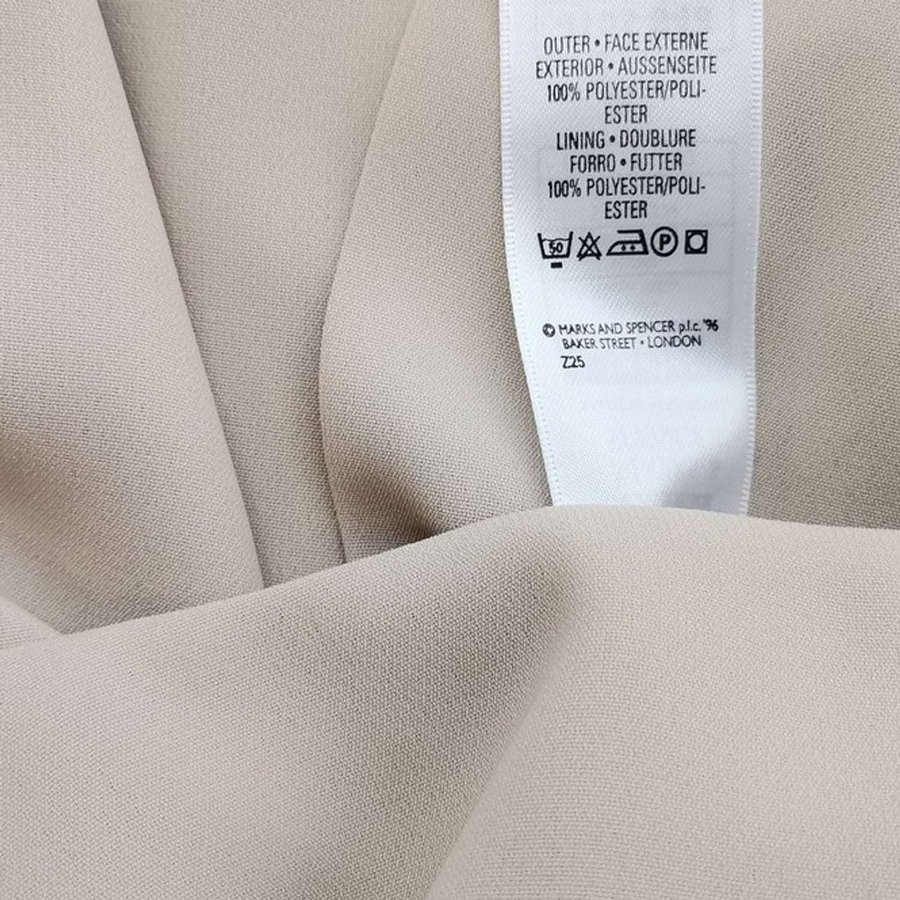 OUTER • FACE EXTERNE
EXTERIOR • AUSSENSEITE
100% POLYESTER/POLI-
ESTER
LINING • DOUBLURE
FORRO • FUTTER
100% POLYESTER/POLI-
ESTER
50 P
© MARKS AND SPENCER p.l.c. '96
BAKER STREET • LONDON
Z25